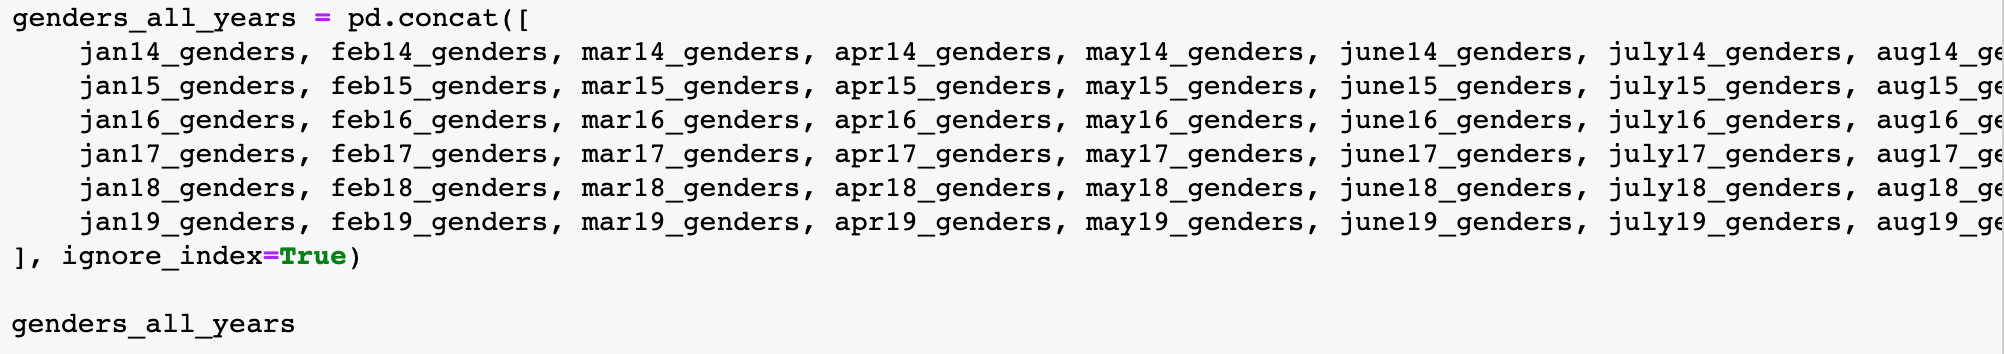 genders_all_years = pd.concat([
    jan14_genders, feb14_genders, mar14_genders, apr14_genders, may14_genders, june14_genders, july14_genders, aug14_ge
    jan15_genders, feb15_genders, mar15_genders, apr15_genders, may15_genders, june15_genders, july15_genders, aug15_ge
    jan16_genders, feb16_genders, mar16_genders, apr16_genders, may16_genders, june16_genders, july16_genders, aug16_ge
    jan17_genders, feb17_genders, mar17_genders, apr17_genders, may17_genders, june17_genders, july17_genders, aug17_ge
    jan18_genders, feb18_genders, mar18_genders, apr18_genders, may18_genders, june18_genders, july18_genders, aug18_ge
    jan19_genders, feb19_genders, mar19_genders, apr19_genders, may19_genders, june19_genders, july19_genders, aug19_ge
], ignore_index=True)

genders_all_years